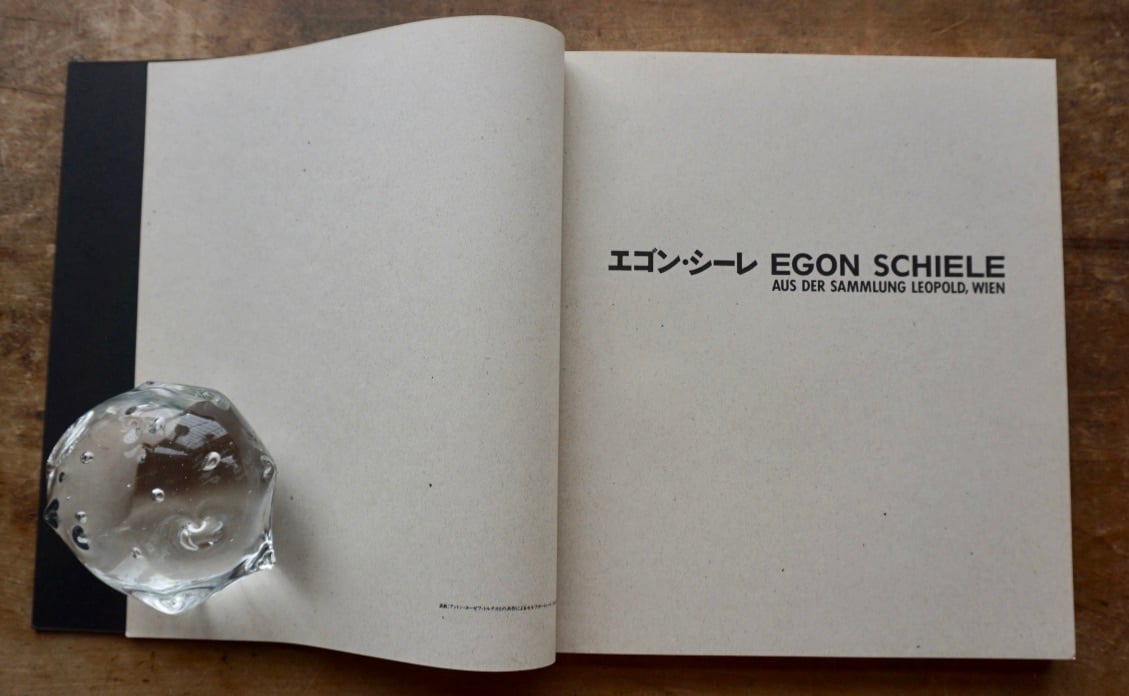 エゴン・シーレ EGON SCHIELE
AUS DER SAMMLUNG LEOPOLD, WIEN